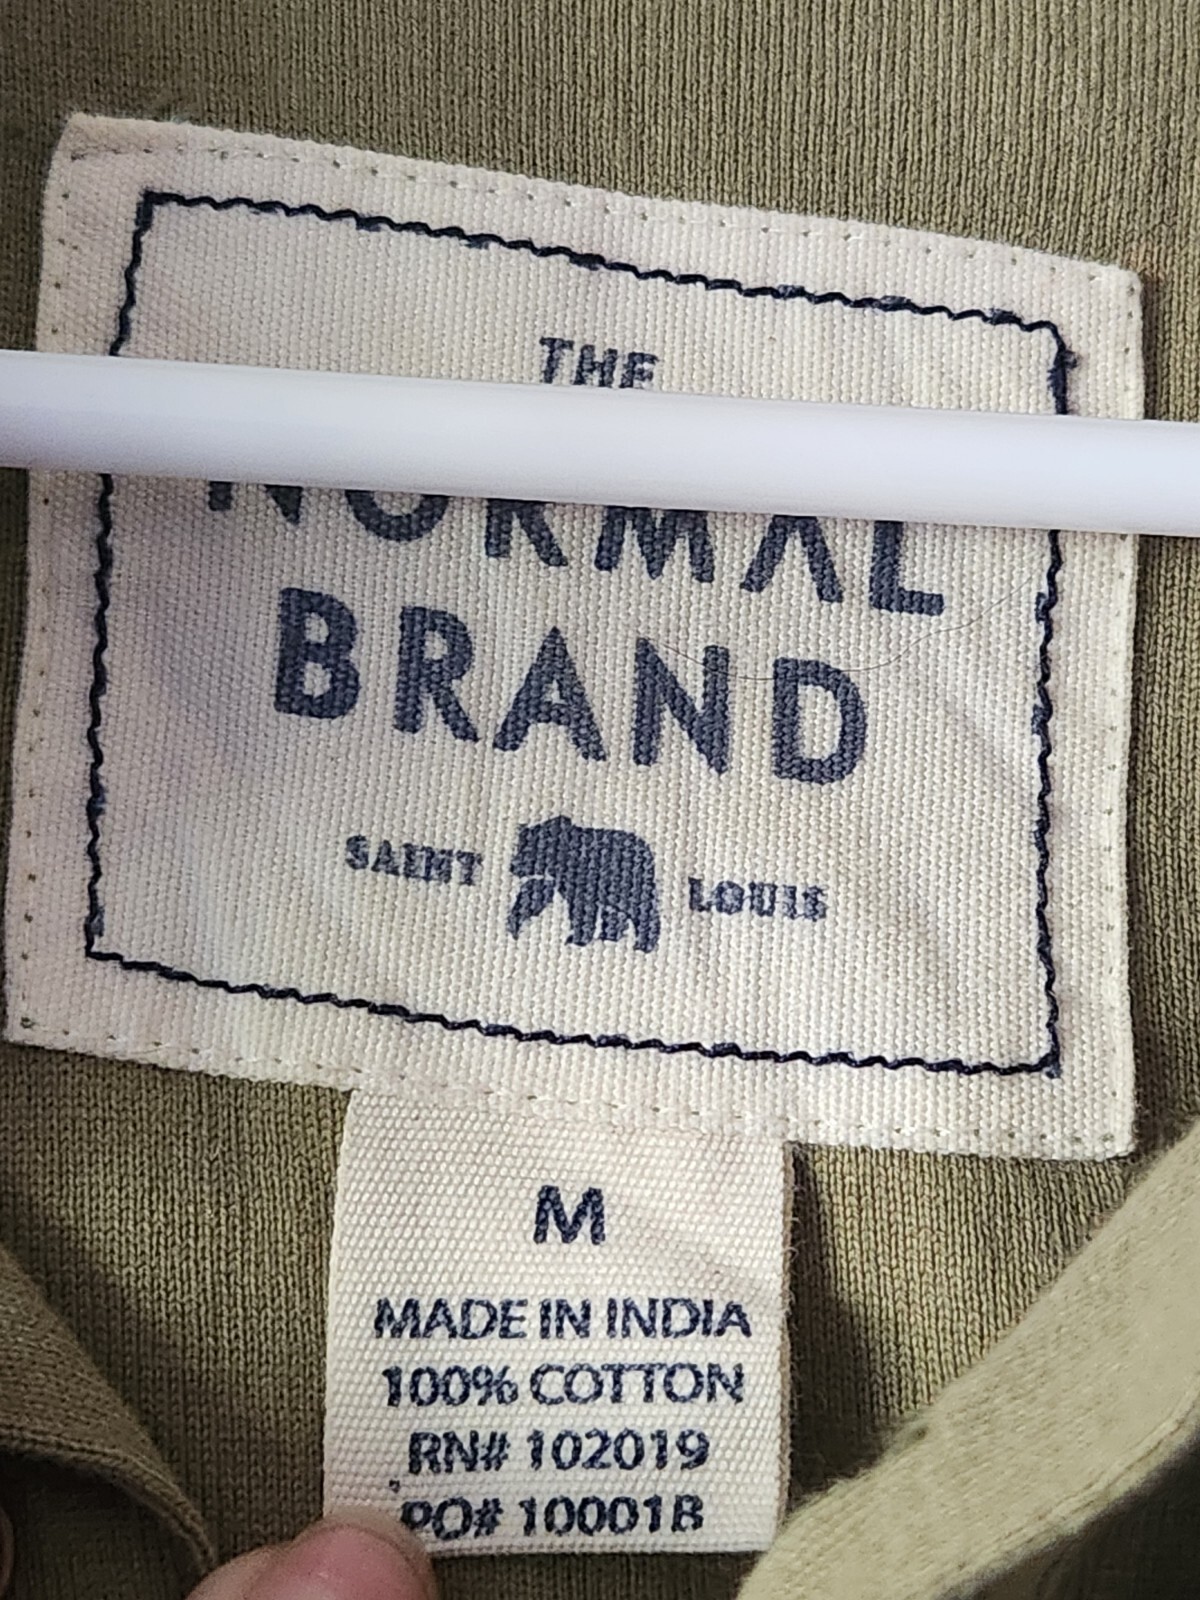 THE
NORMAL
BRAND
SAINT LOUIS
M
MADE IN INDIA
100% COTTON
RN# 102019
PO# 10001B